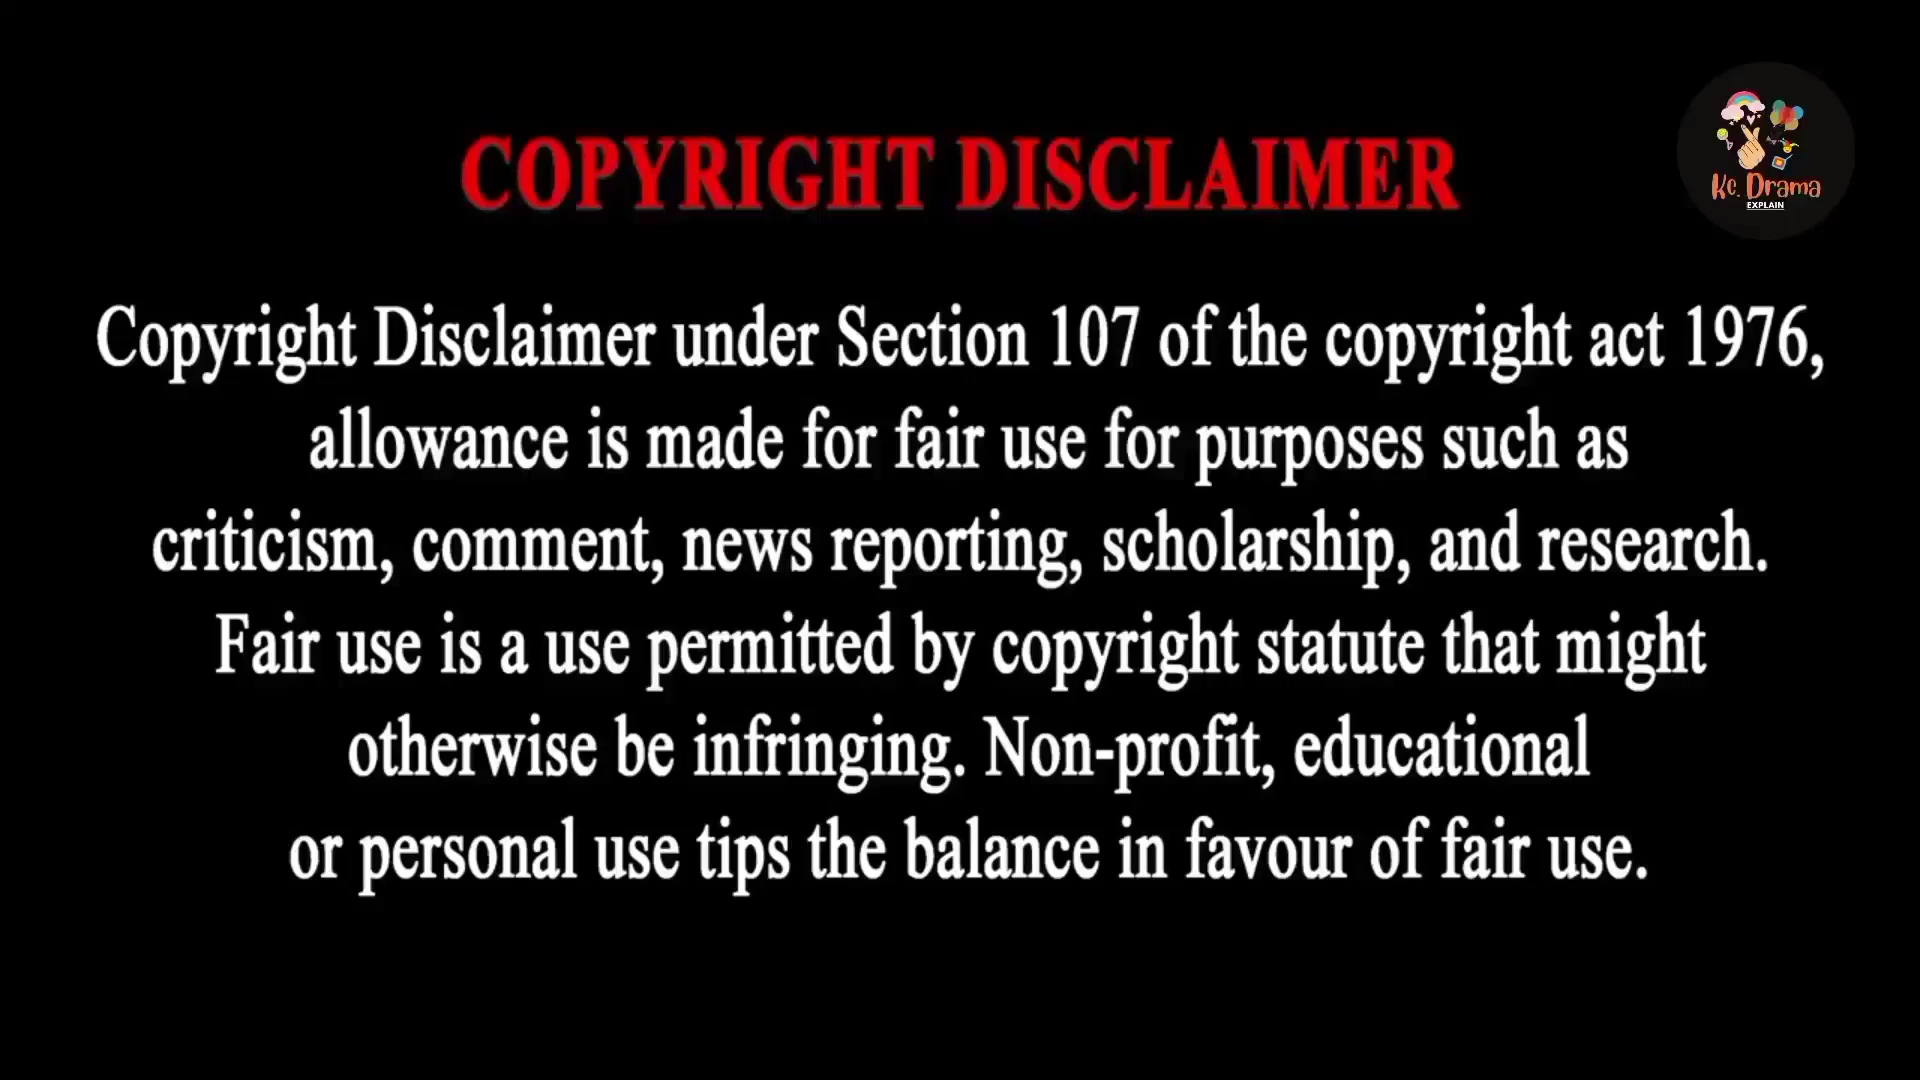 COPYRIGHT DISCLAIMER
Kc. Drama
EXPLAIN
Copyright Disclaimer under Section 107 of the copyright act 1976,
allowance is made for fair use for purposes such as
criticism, comment, news reporting, scholarship, and research.
Fair use is a use permitted by copyright statute that might
otherwise be infringing. Non-profit, educational
or personal use tips the balance in favour of fair use.